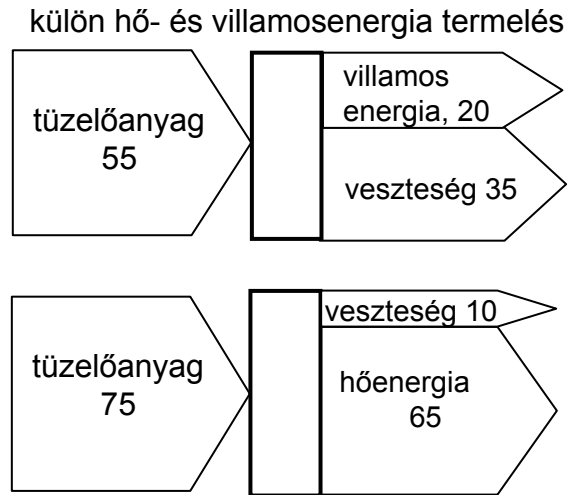 külön hő- és villamosenergia termelés
tüzelőanyag
55
villamos
energia, 20
veszteség 35
tüzelőanyag
75
veszteség 10
hőenergia
65